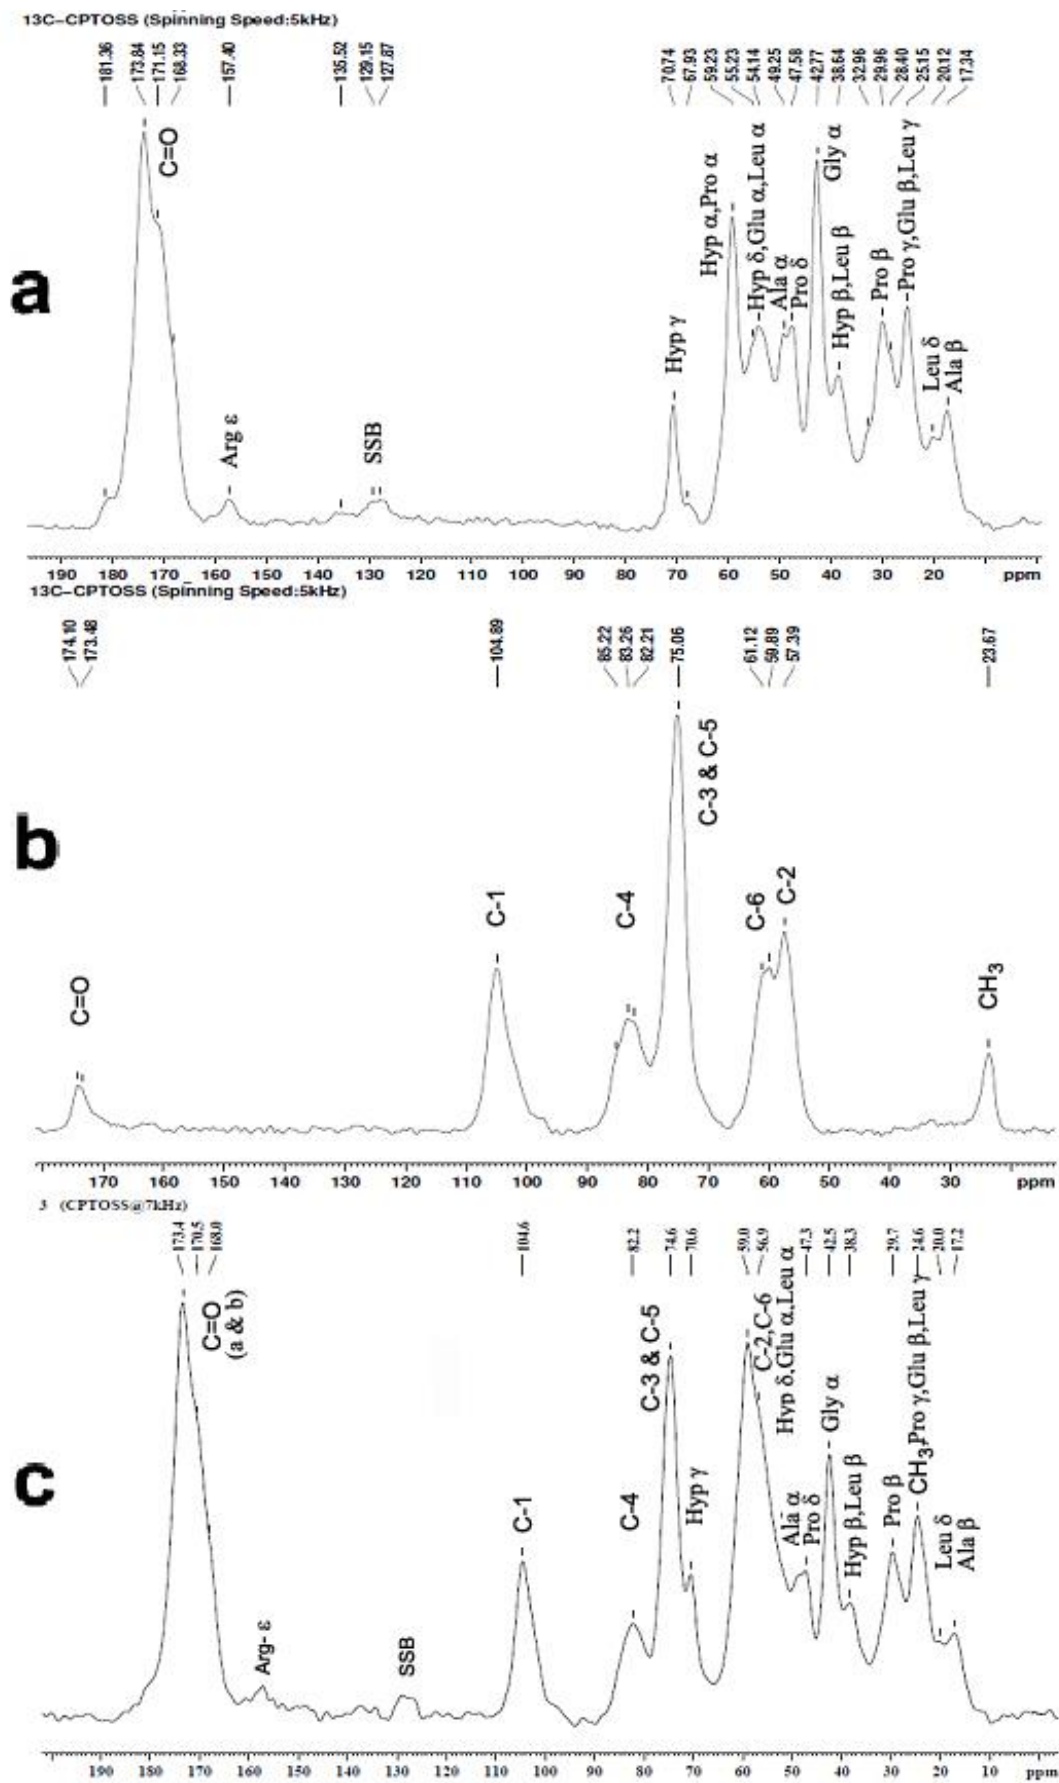 13C-CPTOSS (Spinning Speed:5kHz)
181.36
173.84
171.15
168.33
157.40
135.52
129.15
127.87
70.74
67.93
59.23
55.23
54.14
49.25
47.58
42.77
38.64
32.96
29.96
28.40
25.15
20.12
17.34
a
C=O
Arg ε
SSB
Hyp γ
Hyp α,Pro α
Hyp δ,Glu α,Leu α
Ala α
Pro δ
Gly α
Hyp β,Leu β
Pro β
Pro γ,Glu β,Leu γ
Leu δ
Ala β
190 180 170 160 150 140 130 120 110 100 90 80 70 60 50 40 30 20 ppm
13C-CPTOSS (Spinning Speed:5kHz)
174.10
173.48
104.89
85.22
83.26
82.21
75.06
61.12
59.89
57.39
23.67
b
C=O
C-1
C-4
C-3 & C-5
C-6
C-2
CH3
170 160 150 140 130 120 110 100 90 80 70 60 50 40 30 ppm
3 (CPTOSS@7kHz)
173.4
170.5
168.0
104.6
82.2
74.6
70.6
59.0
56.9
47.3
42.5
38.3
29.7
24.6
20.0
17.2
c
C=O
(a & b)
Arg- ε
SSB
C-1
C-4
C-3 & C-5
Hyp γ
C-2,C-6
Hyp δ,Glu α,Leu α
Ala α
Pro δ
Gly α
Hyp β,Leu β
Pro β
CH3,Pro γ,Glu β,Leu γ
Leu δ
Ala β
190 180 170 160 150 140 130 120 110 100 90 80 70 60 50 40 30 20 10 ppm